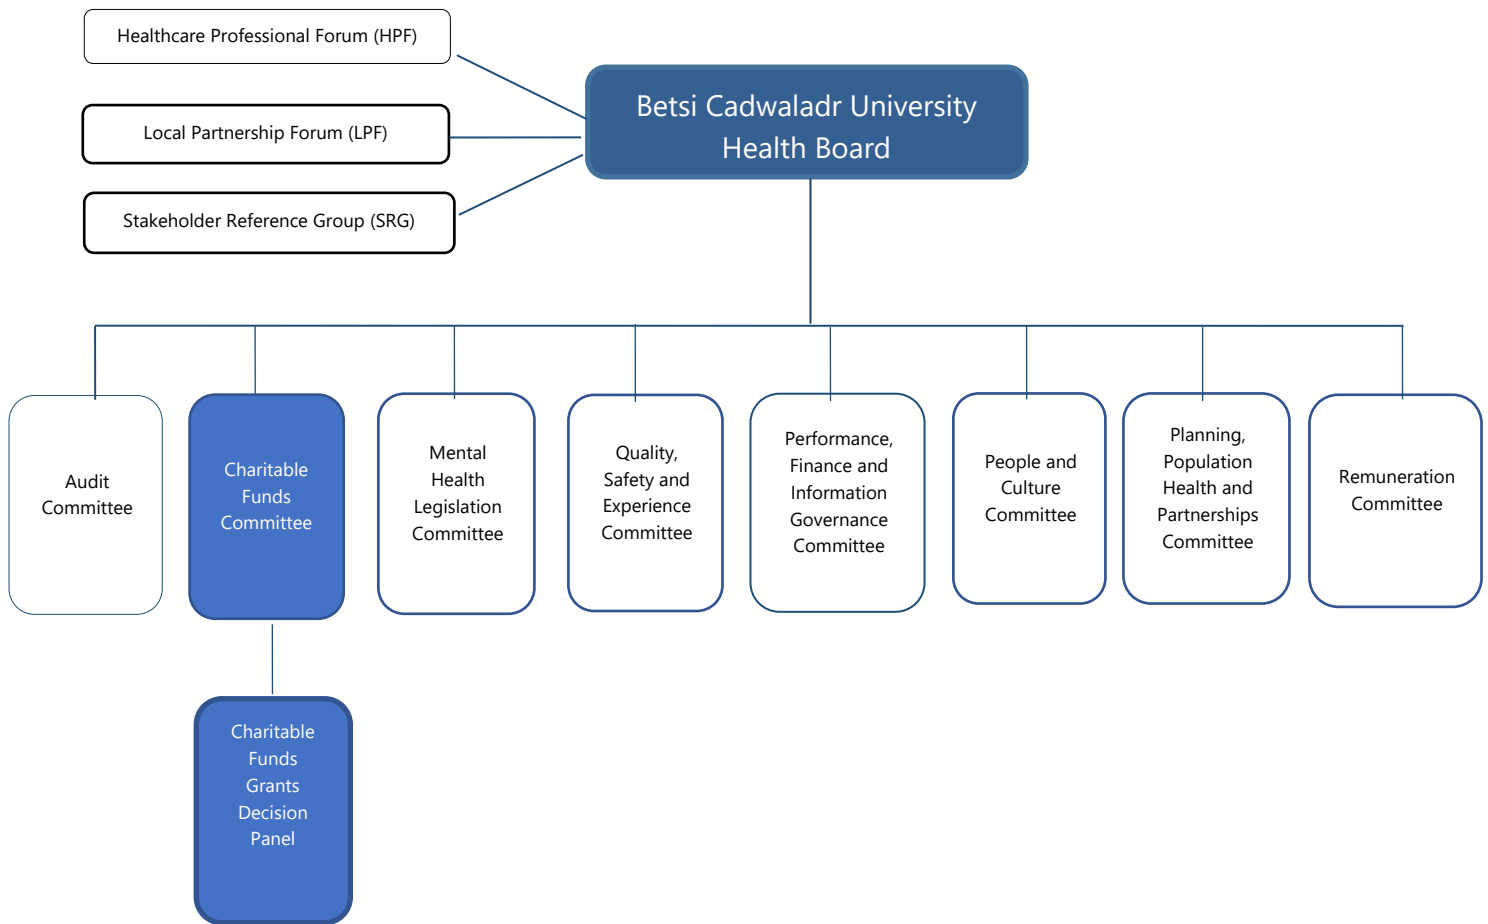 Healthcare Professional Forum (HPF)
Local Partnership Forum (LPF)
Stakeholder Reference Group (SRG)
Betsi Cadwaladr University
Health Board
Audit
Committee
Charitable
Funds
Committee
Mental
Health
Legislation
Committee
Quality,
Safety and
Experience
Committee
Performance,
Finance and
Information
Governance
Committee
People and
Culture
Committee
Planning,
Population
Health and
Partnerships
Committee
Remuneration
Committee
Charitable
Funds
Grants
Decision
Panel